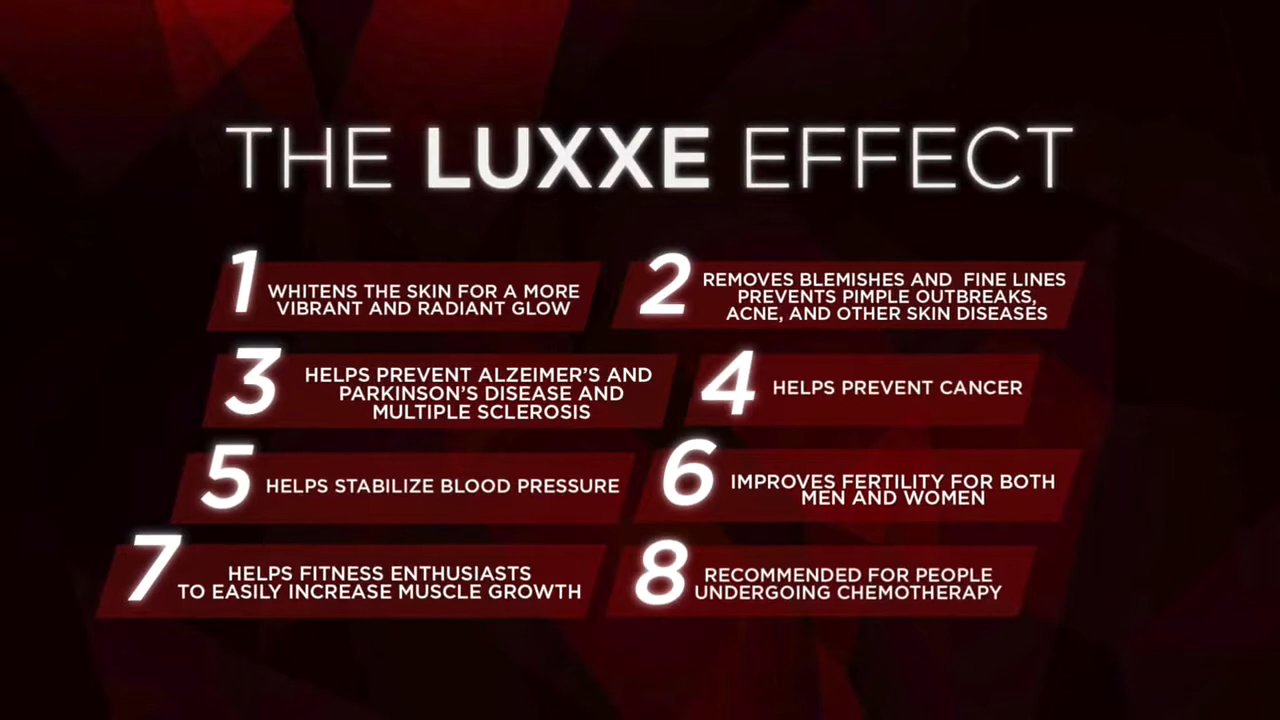 THE LUXXE EFFECT
1
WHITENS THE SKIN FOR A MORE
VIBRANT AND RADIANT GLOW
2
REMOVES BLEMISHES AND FINE LINES
PREVENTS PIMPLE OUTBREAKS,
ACNE, AND OTHER SKIN DISEASES
3
HELPS PREVENT ALZEIMER'S AND
PARKINSON'S DISEASE AND
MULTIPLE SCLEROSIS
4
HELPS PREVENT CANCER
5
HELPS STABILIZE BLOOD PRESSURE
6
IMPROVES FERTILITY FOR BOTH
MEN AND WOMEN
7
HELPS FITNESS ENTHUSIASTS
TO EASILY INCREASE MUSCLE GROWTH
8
RECOMMENDED FOR PEOPLE
UNDERGOING CHEMOTHERAPY